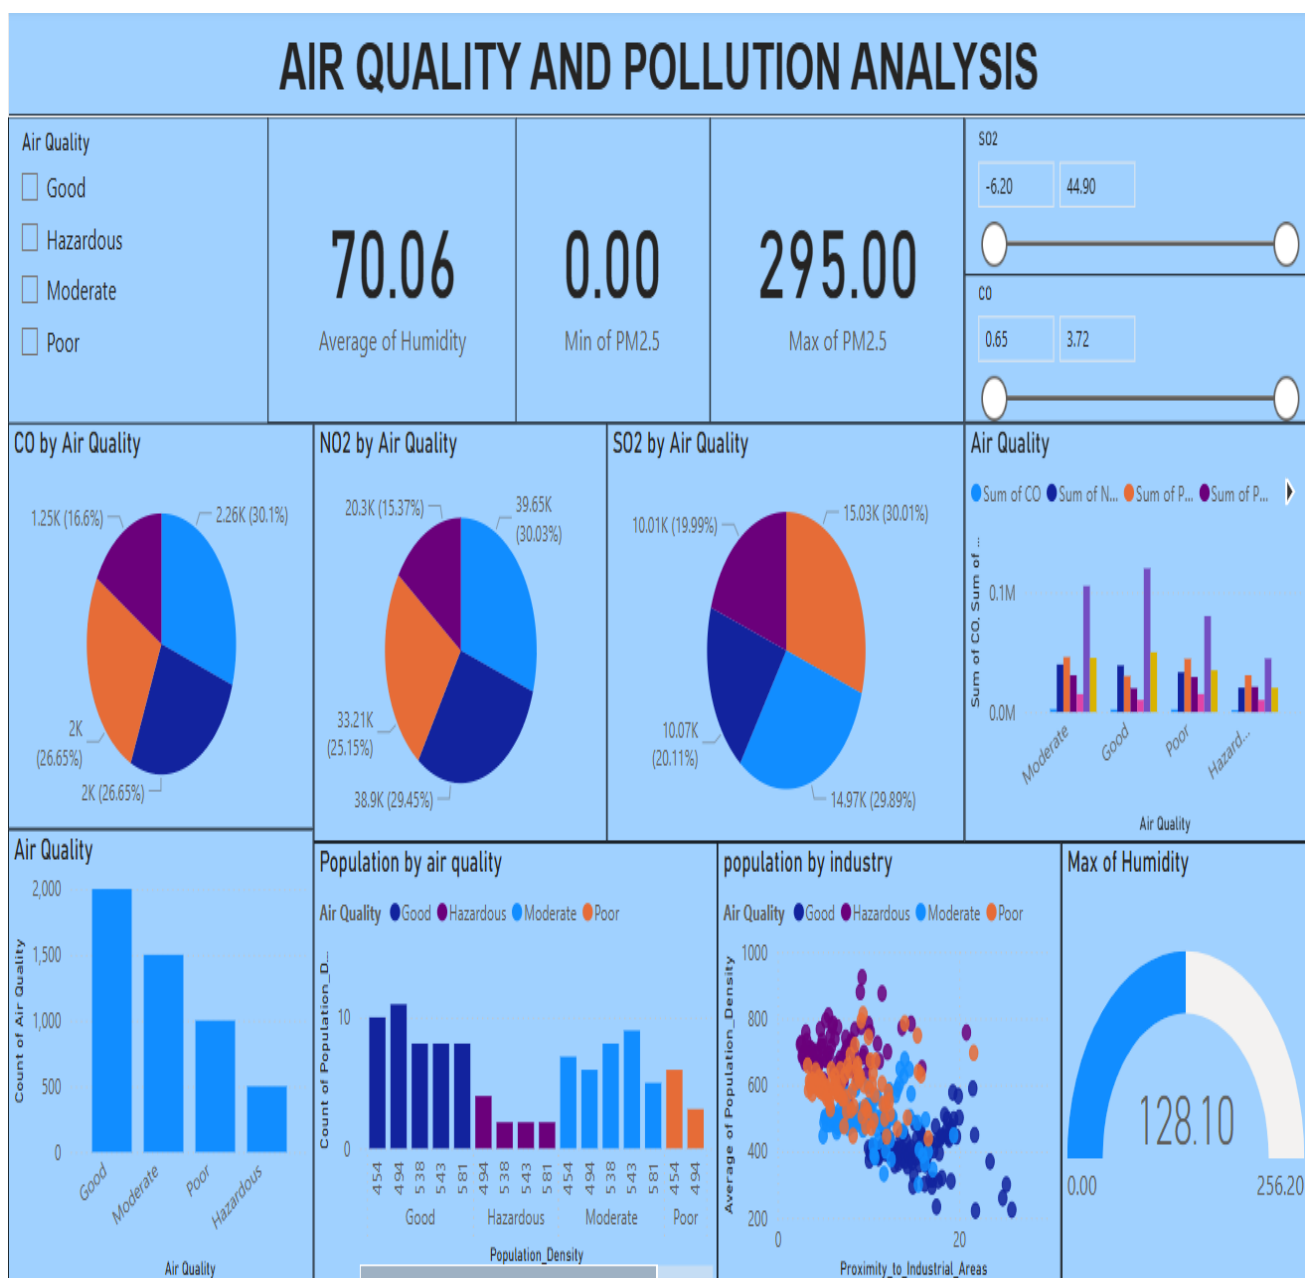 AIR QUALITY AND POLLUTION ANALYSIS
Air Quality
Good
Hazardous
Moderate
Poor
70.06
Average of Humidity
0.00
Min of PM2.5
295.00
Max of PM2.5
SO2
-6.20 44.90
CO
0.65 3.72
CO by Air Quality
1.25K (16.6%)
2.26K (30.1%)
2K
(26.65%)
2K (26.65%)
NO2 by Air Quality
20.3K (15.37%)
39.65K
(30.03%)
33.21K
(25.15%)
38.9K (29.45%)
SO2 by Air Quality
10.01K (19.99%)
15.03K (30.01%)
10.07K
(20.11%)
14.97K (29.89%)
Air Quality
Sum of CO Sum of N... Sum of P... Sum of P...
Sum of CO, Sum of ...
0.1M
0.0M
Moderate Good Poor Hazard...
Air Quality
Air Quality
Count of Air Quality
2,000
1,500
1,000
500
0
Good Moderate Poor Hazardous
Air Quality
Population by air quality
Air Quality Good Hazardous Moderate Poor
Count of Population_D...
10
0
454 494 538 543 581 494 538 543 581 454 494 538 543 581 454 494
Good Hazardous Moderate Poor
Population_Density
population by industry
Air Quality Good Hazardous Moderate Poor
Average of Population_Density
1000
800
600
400
200
0 20
Proximity_to_Industrial_Areas
Max of Humidity
128.10
0.00 256.20